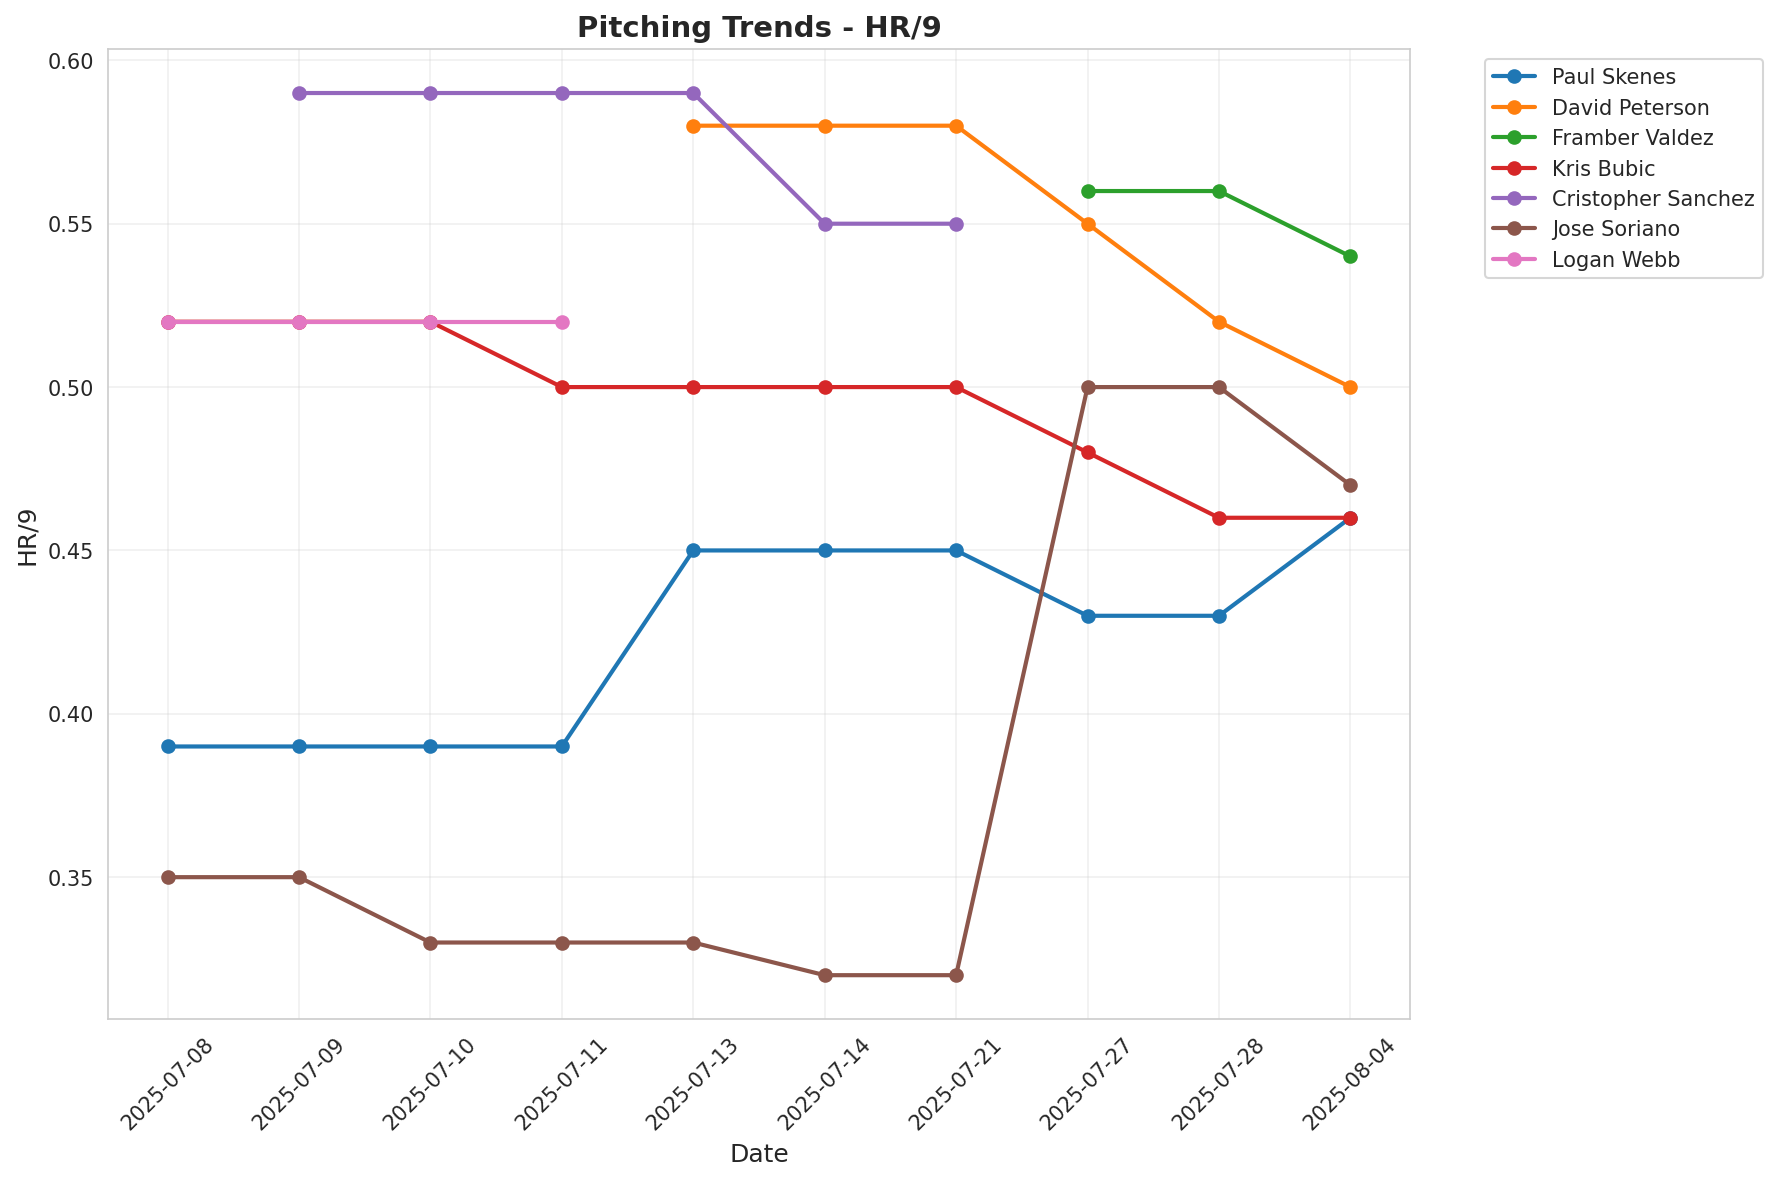 Pitching Trends - HR/9
HR/9
0.60
0.55
0.50
0.45
0.40
0.35
2025-07-08
2025-07-09
2025-07-10
2025-07-11
2025-07-13
2025-07-14
2025-07-21
2025-07-27
2025-07-28
2025-08-04
Date
Paul Skenes
David Peterson
Framber Valdez
Kris Bubic
Cristopher Sanchez
Jose Soriano
Logan Webb